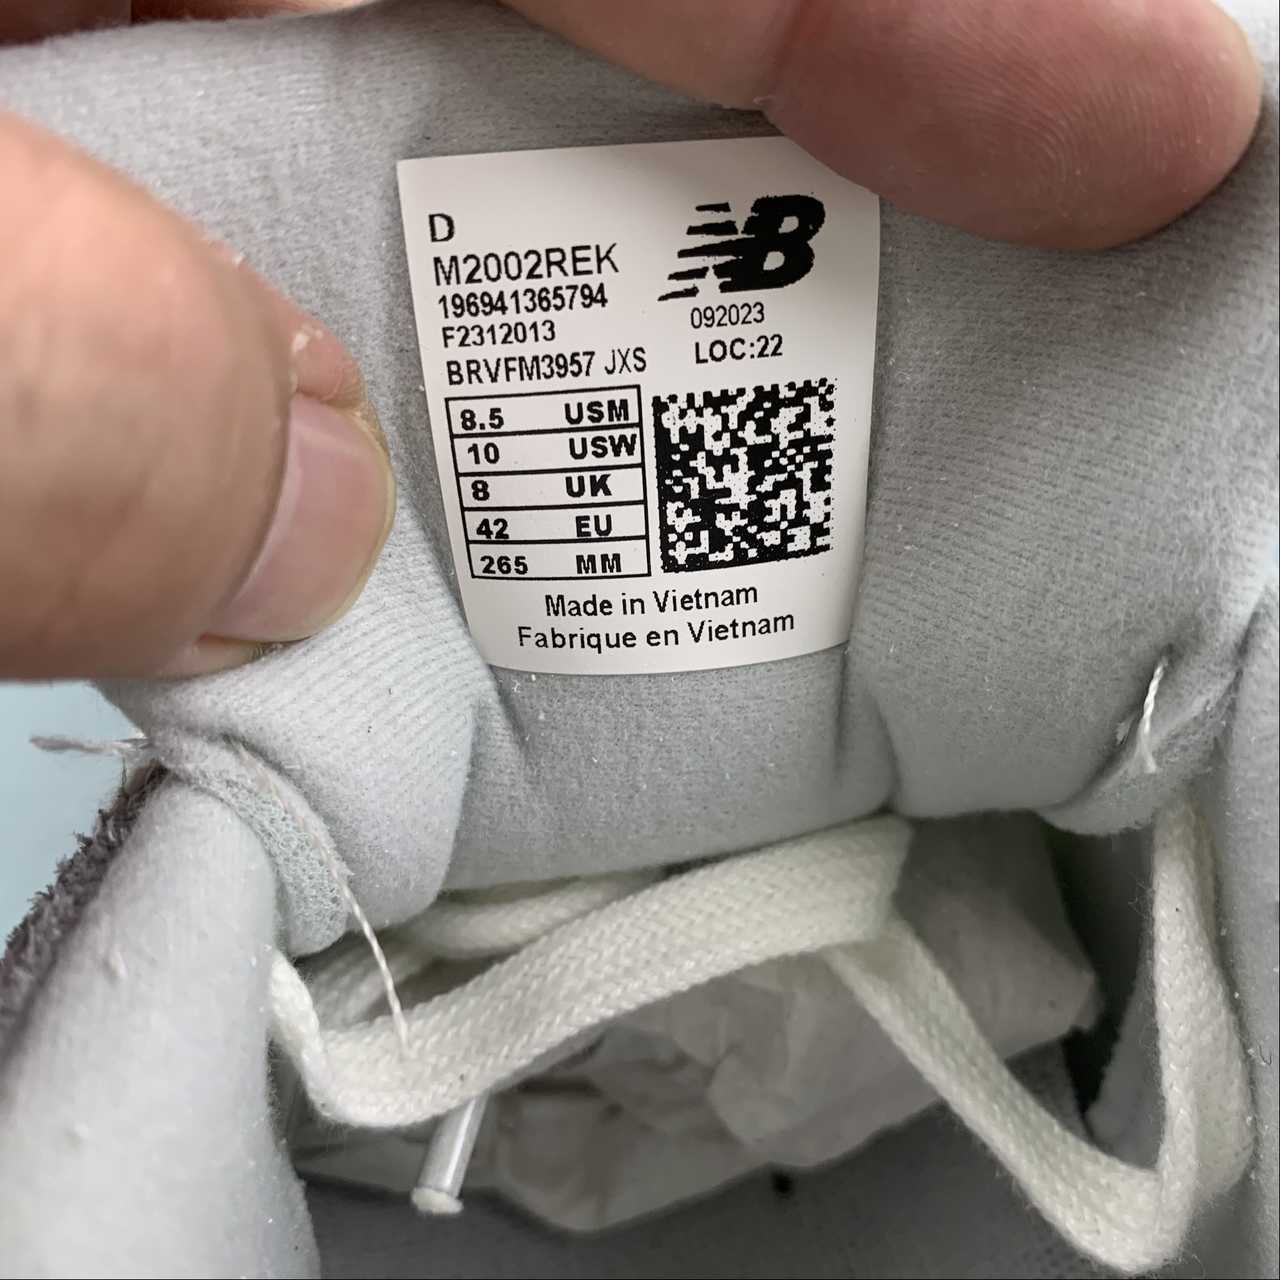 D
M2002REK
196941365794
F2312013
BRVFM3957 JXS
NB
092023
LOC:22
8.5 USM
10 USW
8 UK
42 EU
265 MM
Made in Vietnam
Fabrique en Vietnam